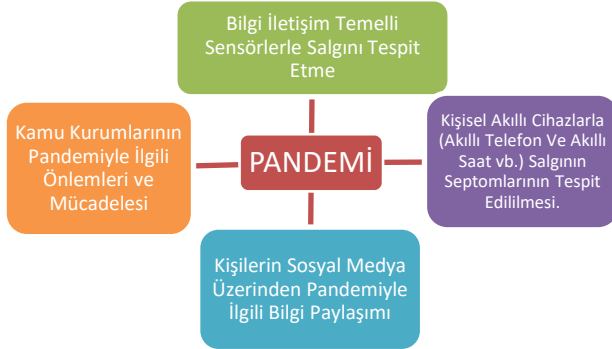 Bilgi İletişim Temelli
Sensörlerle Salgını Tespit
Etme
Kamu Kurumlarının
Pandemiyle İlgili
Önlemleri ve
Mücadelesi
PANDEMİ
Kişisel Akıllı Cihazlarla
(Akıllı Telefon Ve Akıllı
Saat vb.) Salgının
Septomlarının Tespit
Edililmesi.
Kişilerin Sosyal Medya
Üzerinden Pandemiyle
İlgili Bilgi Paylaşımı